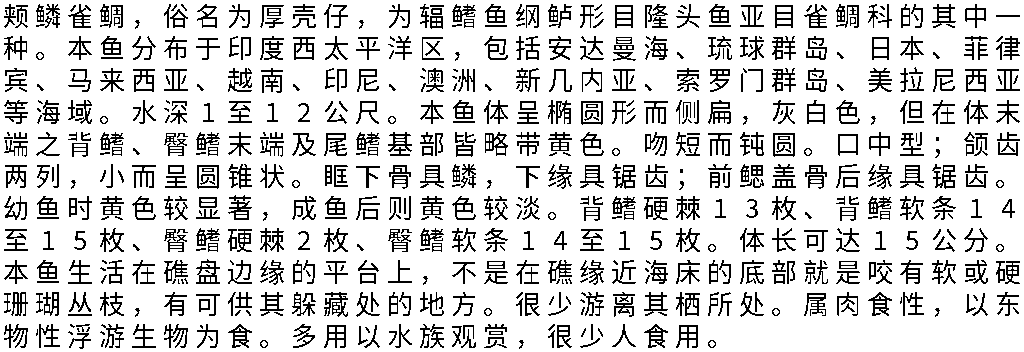 颊鳞雀鲷，俗名为厚壳仔，为辐鳍鱼纲鲈形目隆头鱼亚目雀鲷科的其中一
种。本鱼分布于印度西太平洋区，包括安达曼海、琉球群岛、日本、菲律
宾、马来西亚、越南、印尼、澳洲、新几内亚、索罗门群岛、美拉尼西亚
等海域。水深1至12公尺。本鱼体呈椭圆形而侧扁，灰白色，但在体末
端之背鳍、臀鳍末端及尾鳍基部皆略带黄色。吻短而钝圆。口中型；颌齿
两列，小而呈圆锥状。眶下骨具鳞，下缘具锯齿；前鳃盖骨后缘具锯齿。
幼鱼时黄色较显著，成鱼后则黄色较淡。背鳍硬棘13枚、背鳍软条14
至15枚、臀鳍硬棘2枚、臀鳍软条14至15枚。体长可达15公分。
本鱼生活在礁盘边缘的平台上，不是在礁缘近海床的底部就是咬有软或硬
珊瑚丛枝，有可供其躲藏处的地方。很少游离其栖所处。属肉食性，以东
物性浮游生物为食。多用以水族观赏，很少人食用。